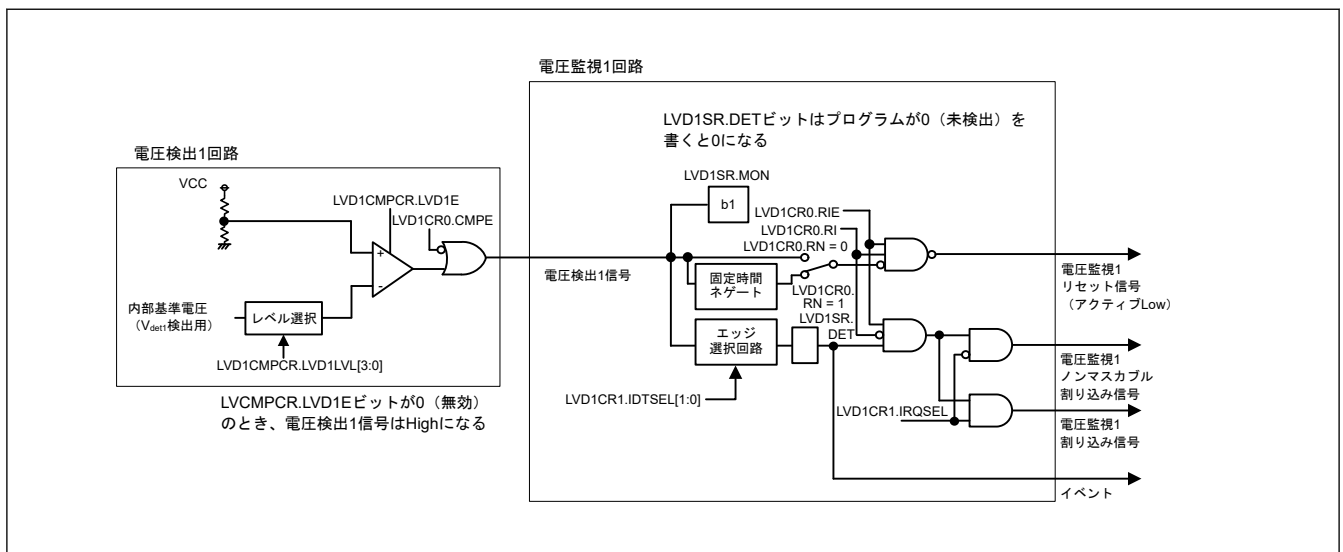 電圧監視1回路
LVD1SR.DETビットはプログラムが0（未検出）を
書くと0になる
電圧検出1回路
VCC
LVD1CMPCR.LVD1E
LVD1CR0.CMPE
内部基準電圧
（Vdet1検出用）
レベル選択
LVD1CMPCR.LVD1LVL[3:0]
LVCMPCR.LVD1Eビットが0（無効）
のとき、電圧検出1信号はHighになる
電圧検出1信号
LVD1SR.MON
b1
LVD1CR0.RIE
LVD1CR0.RI
LVD1CR0.RN = 0
固定時間
ネゲート
LVD1CR0.
RN = 1
LVD1SR.
DET
エッジ
選択回路
LVD1CR1.IDTSEL[1:0]
LVD1CR1.IRQSEL
電圧監視1
リセット信号
（アクティブLow）
電圧監視1
ノンマスカブル
割り込み信号
電圧監視1
割り込み信号
イベント
+
-